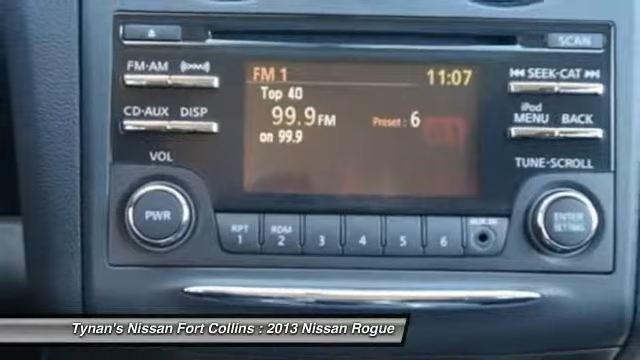 SCAN
FM·AM
FM 1
11:07
SEEK·CAT
Top 40
99.9 FM
Preset : 6
on 99.9
CD·AUX DISP
iPod
MENU BACK
VOL
TUNE·SCROLL
PWR
ENTER
SETTING
RPT
1
RDM
2
3
4
5
6
AUX IN
Tynan's Nissan Fort Collins : 2013 Nissan Rogue